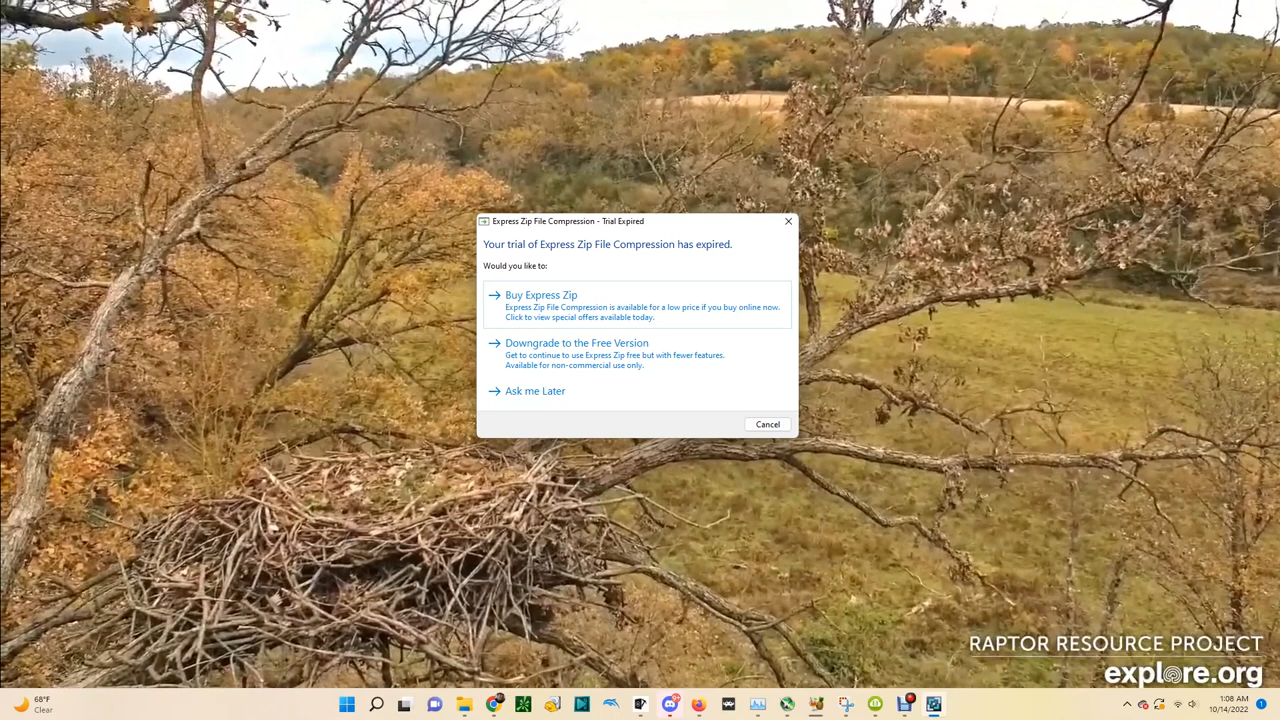 Express Zip File Compression - Trial Expired
Your trial of Express Zip File Compression has expired.
Would you like to:
Buy Express Zip
Express Zip File Compression is available for a low price if you buy online now.
Click to view special offers available today.
Downgrade to the Free Version
Get to continue to use Express Zip free but with fewer features.
Available for non-commercial use only.
Ask me Later
Cancel
RAPTOR RESOURCE PROJECT
explore.org
68°F
Clear
1:08 AM
10/14/2022